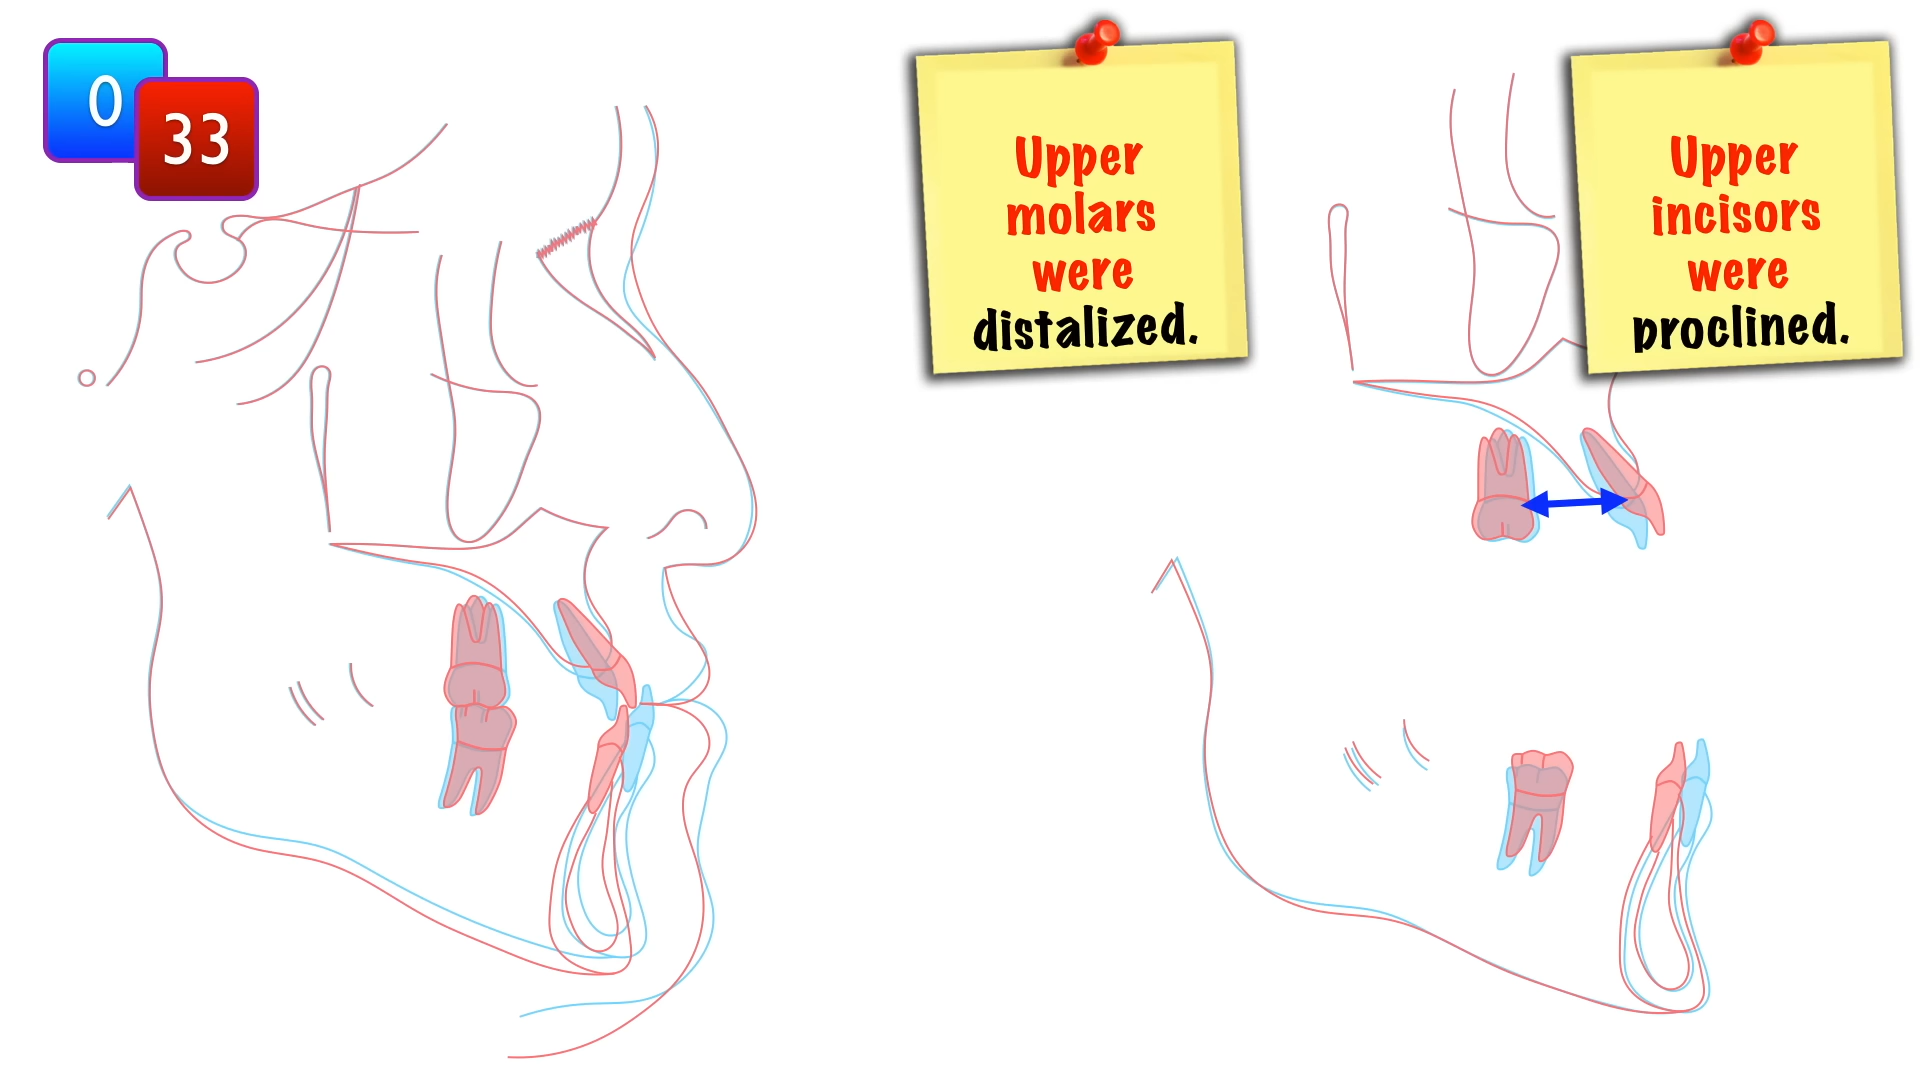 0
33
Upper
molars
were
distalized.
Upper
incisors
were
proclined.